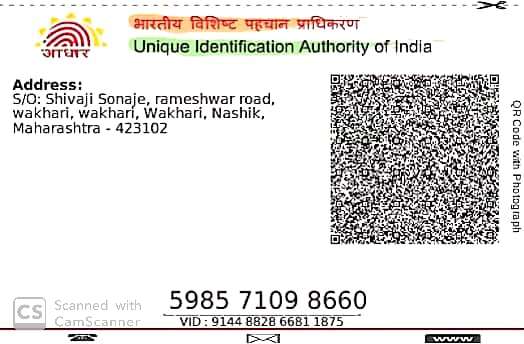 भारतीय विशिष्ट पहचान प्राधिकरण
Unique Identification Authority of India
आधार
Address:
S/O: Shivaji Sonaje, rameshwar road,
wakhari, wakhari, Wakhari, Nashik,
Maharashtra - 423102
QR Code with Photograph
5985 7109 8660
VID : 9144 8828 6681 1875
CS Scanned with
CamScanner
www